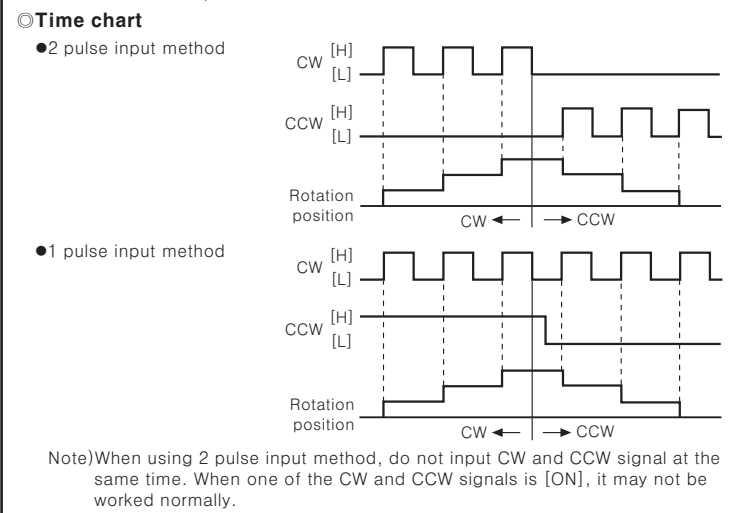 ◎Time chart
●2 pulse input method
CW [H]
[L]
CCW [H]
[L]
Rotation
position
CW ← → CCW
●1 pulse input method
CW [H]
[L]
CCW [H]
[L]
Rotation
position
CW ← → CCW
Note)When using 2 pulse input method, do not input CW and CCW signal at the
same time. When one of the CW and CCW signals is [ON], it may not be
worked normally.